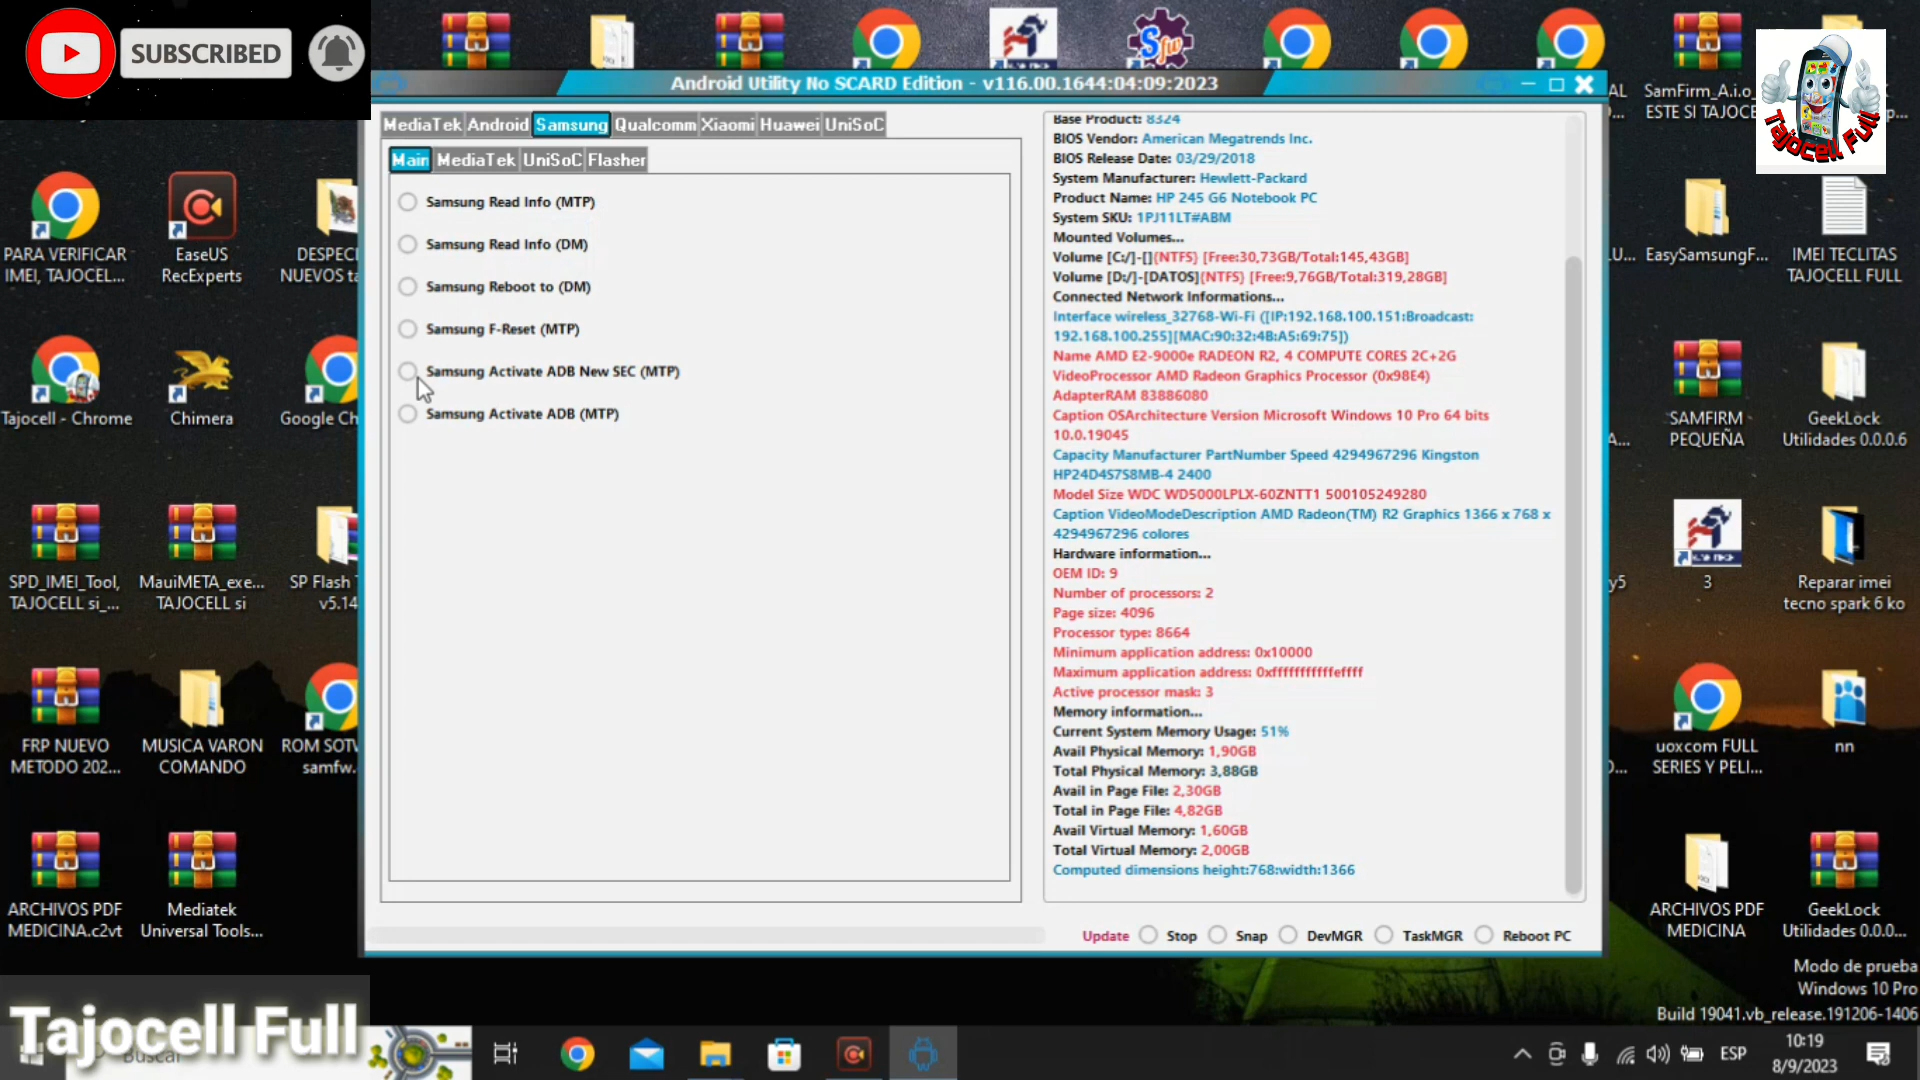 SUBSCRIBED
Android Utility No SCARD Edition - v116.00.1644:04:09:2023
MediaTek Android Samsung Qualcomm Xiaomi Huawei UniSoC
Main MediaTek UniSoC Flasher
Samsung Read Info (MTP)
Samsung Read Info (DM)
Samsung Reboot to (DM)
Samsung F-Reset (MTP)
Samsung Activate ADB New SEC (MTP)
Samsung Activate ADB (MTP)
Base Product: 8324
BIOS Vendor: American Megatrends Inc.
BIOS Release Date: 03/29/2018
System Manufacturer: Hewlett-Packard
Product Name: HP 245 G6 Notebook PC
System SKU: 1PJ11LT#ABM
Mounted Volumes...
Volume [C:/]-[](NTFS) [Free:30,73GB/Total:145,43GB]
Volume [D:/]-[DATOS](NTFS) [Free:9,76GB/Total:319,28GB]
Connected Network Informations...
Interface wireless_32768-Wi-Fi ([IP:192.168.100.151:Broadcast:
192.168.100.255][MAC:90:32:4B:A5:69:75])
Name AMD E2-9000e RADEON R2, 4 COMPUTE CORES 2C+2G
VideoProcessor AMD Radeon Graphics Processor (0x98E4)
AdapterRAM 83886080
Caption OSArchitecture Version Microsoft Windows 10 Pro 64 bits
10.0.19045
Capacity Manufacturer PartNumber Speed 4294967296 Kingston
HP24D4S7S8MB-4 2400
Model Size WDC WD5000LPLX-60ZNTT1 500105249280
Caption VideoModeDescription AMD Radeon(TM) R2 Graphics 1366 x 768 x
4294967296 colores
Hardware information...
OEM ID: 9
Number of processors: 2
Page size: 4096
Processor type: 8664
Minimum application address: 0x10000
Maximum application address: 0xfffffffffffeffff
Active processor mask: 3
Memory information...
Current System Memory Usage: 51%
Avail Physical Memory: 1,90GB
Total Physical Memory: 3,88GB
Avail in Page File: 2,30GB
Total in Page File: 4,82GB
Avail Virtual Memory: 1,60GB
Total Virtual Memory: 2,00GB
Computed dimensions height:768:width:1366
Update Stop Snap DevMGR TaskMGR Reboot PC
PARA VERIFICAR
IMEI, TAJOCEL...
EaseUS
RecExperts
DESPECI
NUEVOS ta
Tajocell - Chrome
Chimera
Google Ch
SPD_IMEI_Tool,
TAJOCELL si_...
MauiMETA_exe...
TAJOCELL si
SP Flash T
v5.14
FRP NUEVO
METODO 202...
MUSICA VARON
COMANDO
ROM SOTV
samfw.
ARCHIVOS PDF
MEDICINA.c2vt
Mediatek
Universal Tools...
Sfw
SamFirm_A.i.o_
ESTE SI TAJOCE
Tajocell Full
EasySamsungF...
IMEI TECLITAS
TAJOCELL FULL
SAMFIRM
PEQUEÑA
GeekLock
Utilidades 0.0.0.6
3
Reparar imei
tecno spark 6 ko
uoxcom FULL
SERIES Y PELI...
nn
ARCHIVOS PDF
MEDICINA
GeekLock
Utilidades 0.0.0...
Modo de prueba
Windows 10 Pro
Build 19041.vb_release.191206-1406
Tajocell Full
Buscar
ESP
10:19
8/9/2023